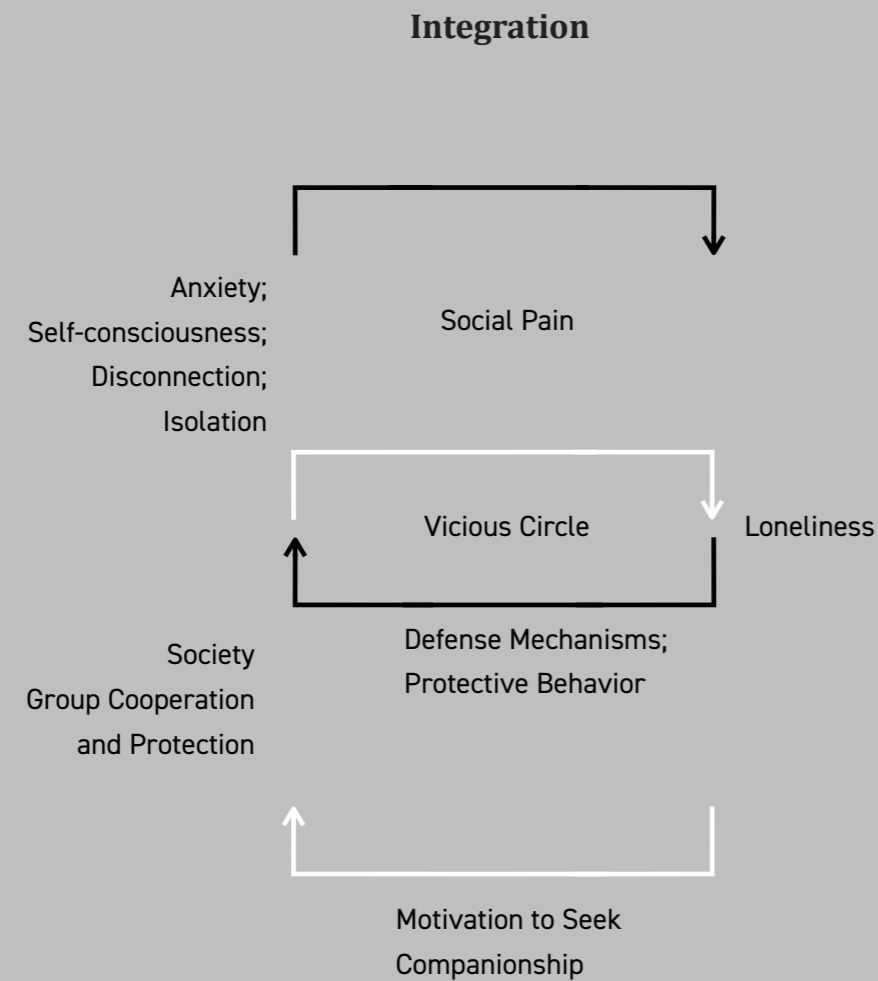 Integration
Anxiety;
Self-consciousness;
Disconnection;
Isolation
Social Pain
Vicious Circle
Loneliness
Defense Mechanisms;
Protective Behavior
Society
Group Cooperation
and Protection
Motivation to Seek
Companionship